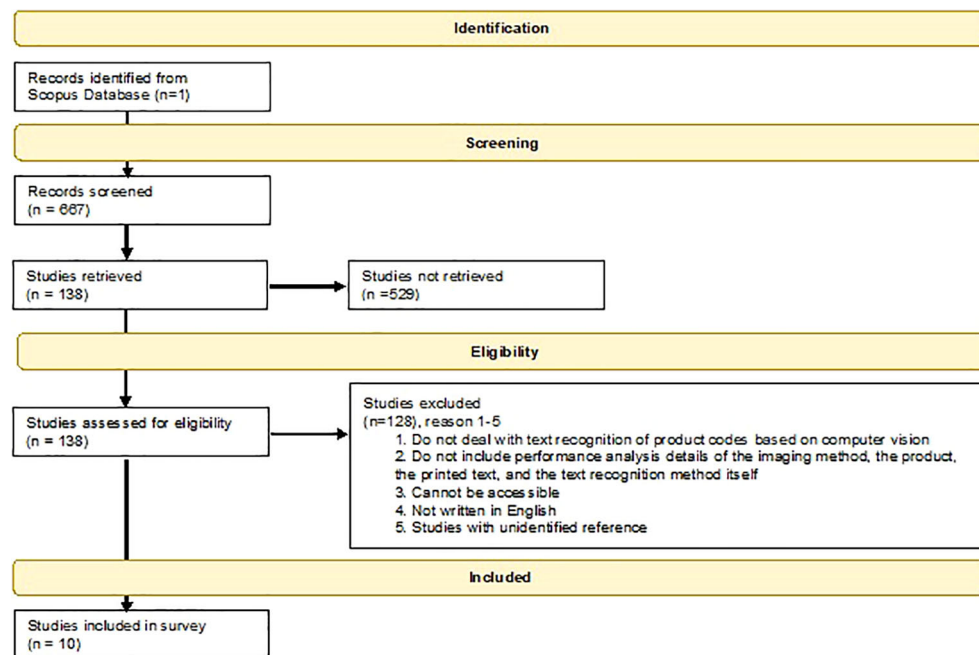 Identification
Records identified from
Scopus Database (n=1)
Screening
Records screened
(n = 667)
Studies retrieved
(n = 138)
Studies not retrieved
(n =529)
Eligibility
Studies assessed for eligibility
(n = 138)
Studies excluded
(n=128), reason 1-5
1. Do not deal with text recognition of product codes based on computer vision
2. Do not include performance analysis details of the imaging method, the product,
the printed text, and the text recognition method itself
3. Cannot be accessible
4. Not written in English
5. Studies with unidentified reference
Included
Studies included in survey
(n = 10)